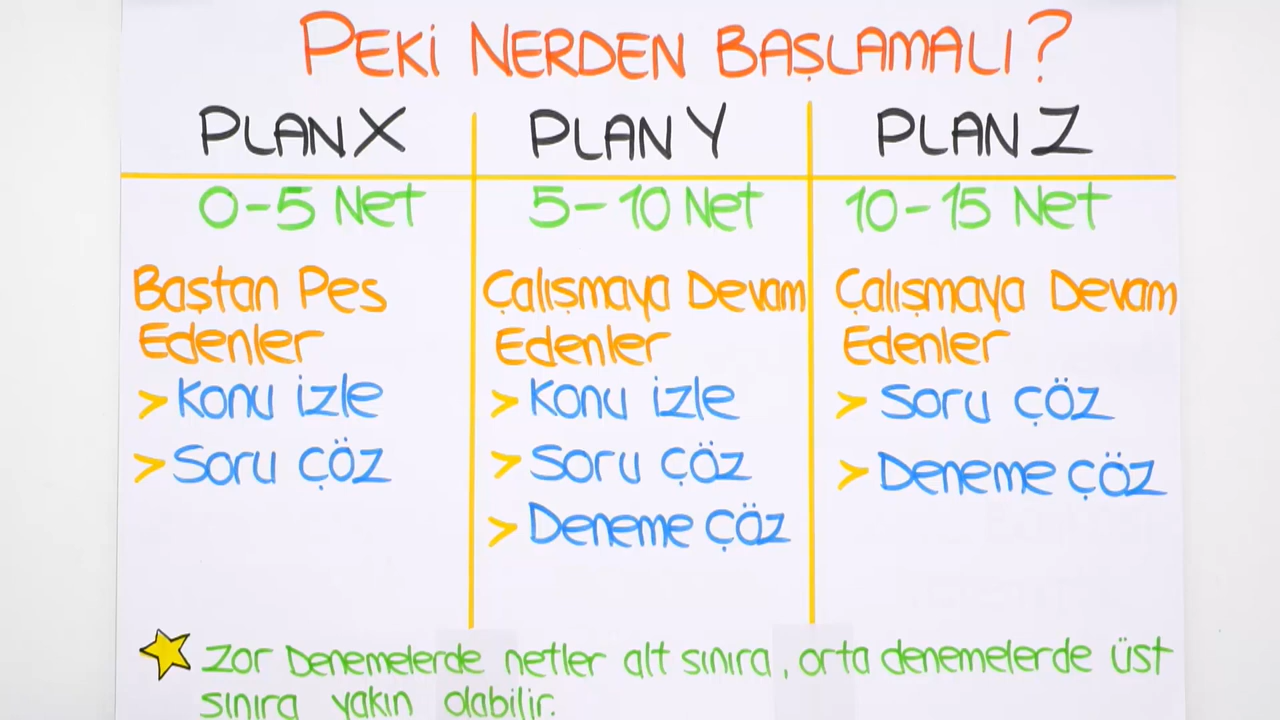 PEKİ NERDEN BAŞLAMALI?
PLAN X
PLAN Y
PLAN Z
0-5 Net
5-10 Net
10-15 Net
Baştan Pes
Edenler
> Konu izle
> Soru çöz
Çalışmaya Devam
Edenler
> Konu izle
> Soru çöz
> Deneme çöz
Çalışmaya Devam
Edenler
> Soru çöz
> Deneme çöz
Zor Denemelerde netler alt sınıra, orta denemelerde üst
sınıra yakın olabilir.